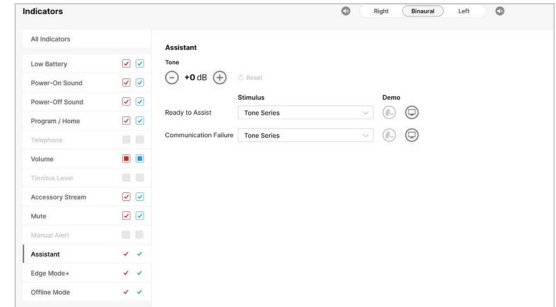 Indicators
Right Binaural Left
All Indicators
Low Battery
Power-On Sound
Power-Off Sound
Program / Home
Telephone
Volume
Tinnitus Level
Accessory Stream
Mute
Manual Alert
Assistant
Edge Mode+
Offline Mode
Assistant
Tone
+0 dB Reset
Stimulus Demo
Ready to Assist Tone Series
Communication Failure Tone Series